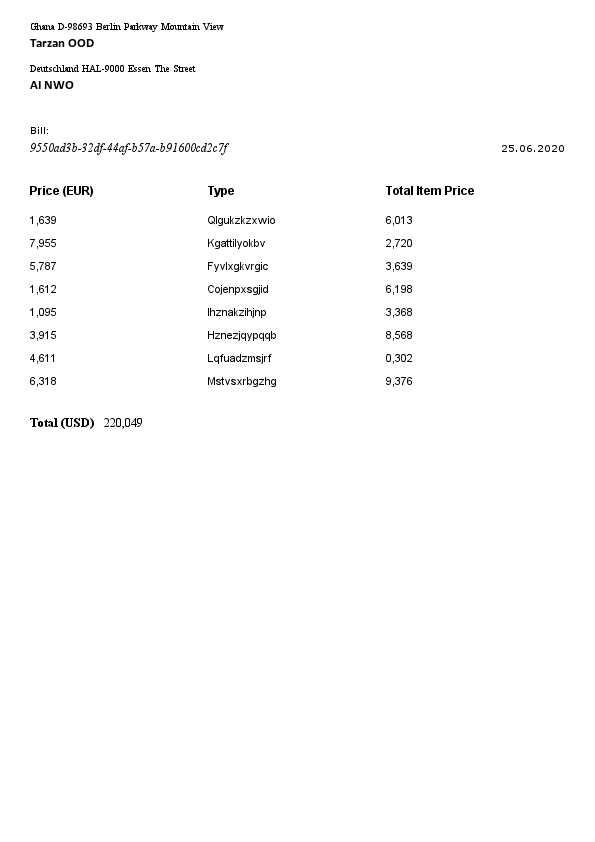 Ghana D-98693 Berlin Parkway Mountain View
Tarzan OOD
Deutschland HAL-9000 Essen The Street
AI NWO
Bill:
9550ad3b-32df-44af-b57a-b91600cd2c7f 25.06.2020
Price (EUR) Type Total Item Price
1,639 Qlgukzkzxwio 6,013
7,955 Kgattilyokbv 2,720
5,787 Fyvlxgkvrgic 3,639
1,612 Cojenpxsgjid 6,198
1,095 Ihznakzihjnp 3,368
3,915 Hznezjqypqqb 8,568
4,611 Lqfuadzmsjrf 0,302
6,318 Mstvsxrbgzhg 9,376
Total (USD) 220,049